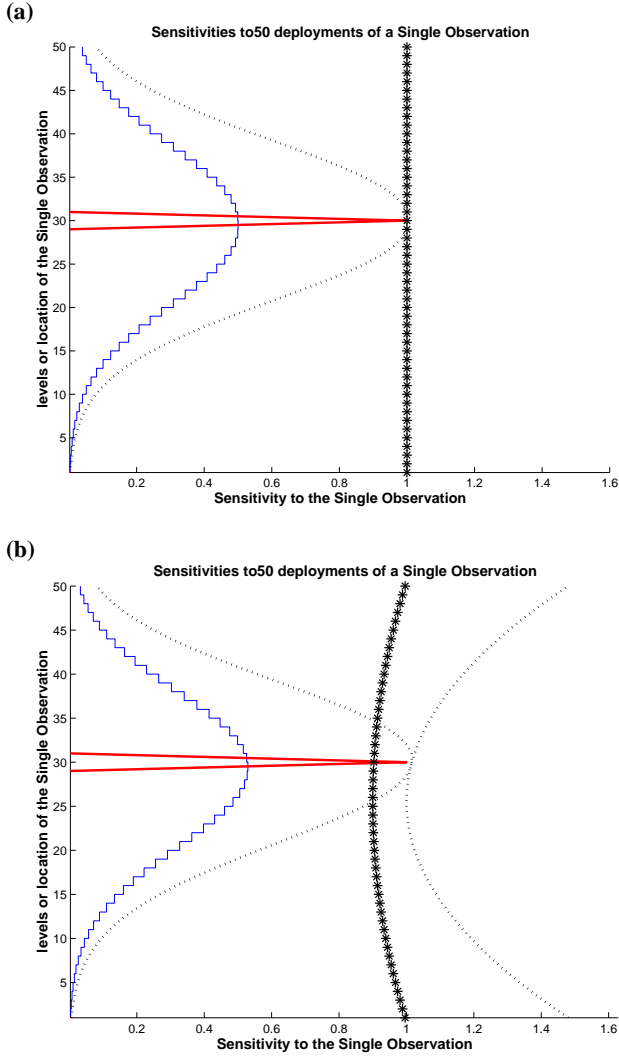 (a)
Sensitivities to50 deployments of a Single Observation
levels or location of the Single Observation
50
45
40
35
30
25
20
15
10
5
0.2 0.4 0.6 0.8 1 1.2 1.4 1.6
Sensitivity to the Single Observation
(b)
Sensitivities to50 deployments of a Single Observation
levels or location of the Single Observation
50
45
40
35
30
25
20
15
10
5
0.2 0.4 0.6 0.8 1 1.2 1.4 1.6
Sensitivity to the Single Observation